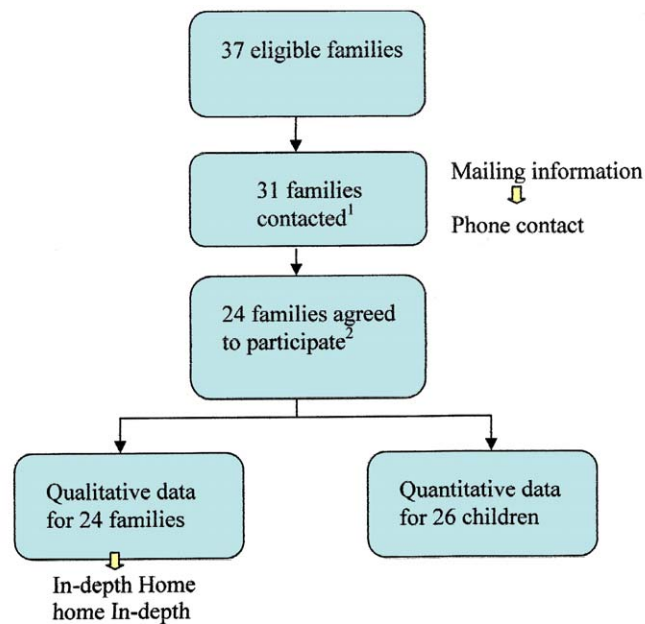 37 eligible families
31 families
contacted¹
Mailing information
Phone contact
24 families agreed
to participate²
Qualitative data
for 24 families
Quantitative data
for 26 children
In-depth Home
home In-depth